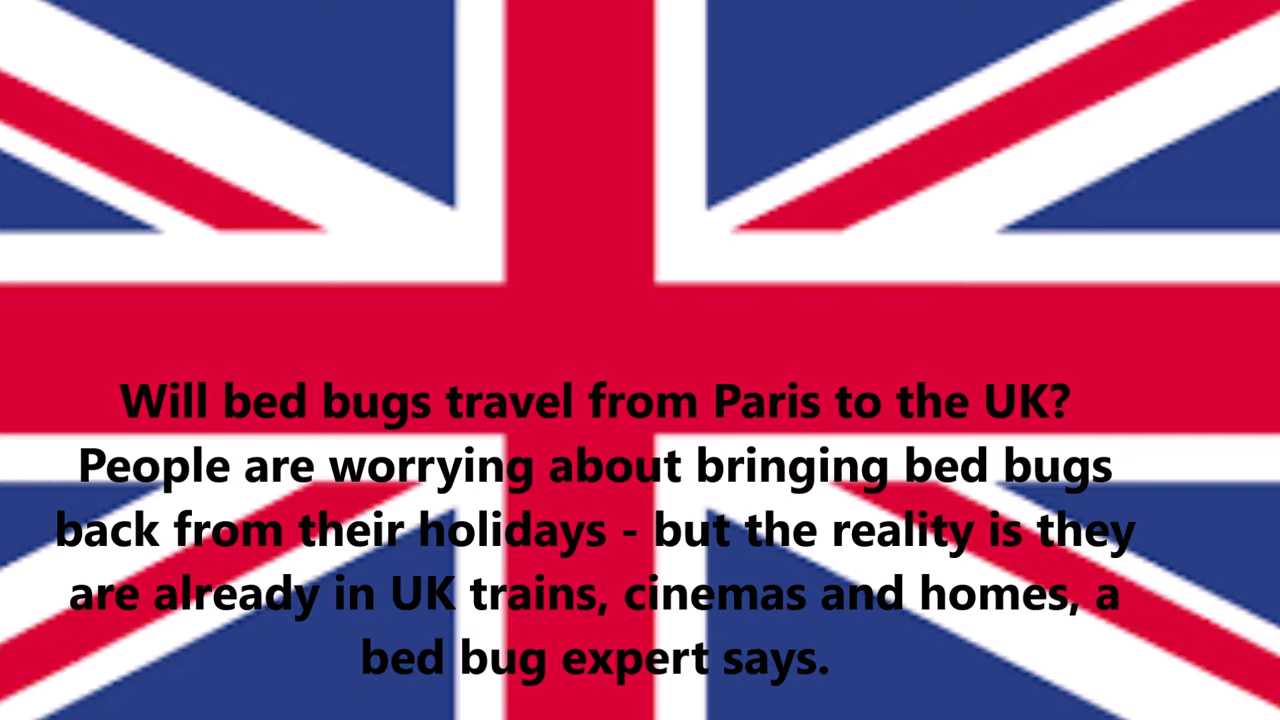 Will bed bugs travel from Paris to the UK?
People are worrying about bringing bed bugs
back from their holidays - but the reality is they
are already in UK trains, cinemas and homes, a
bed bug expert says.